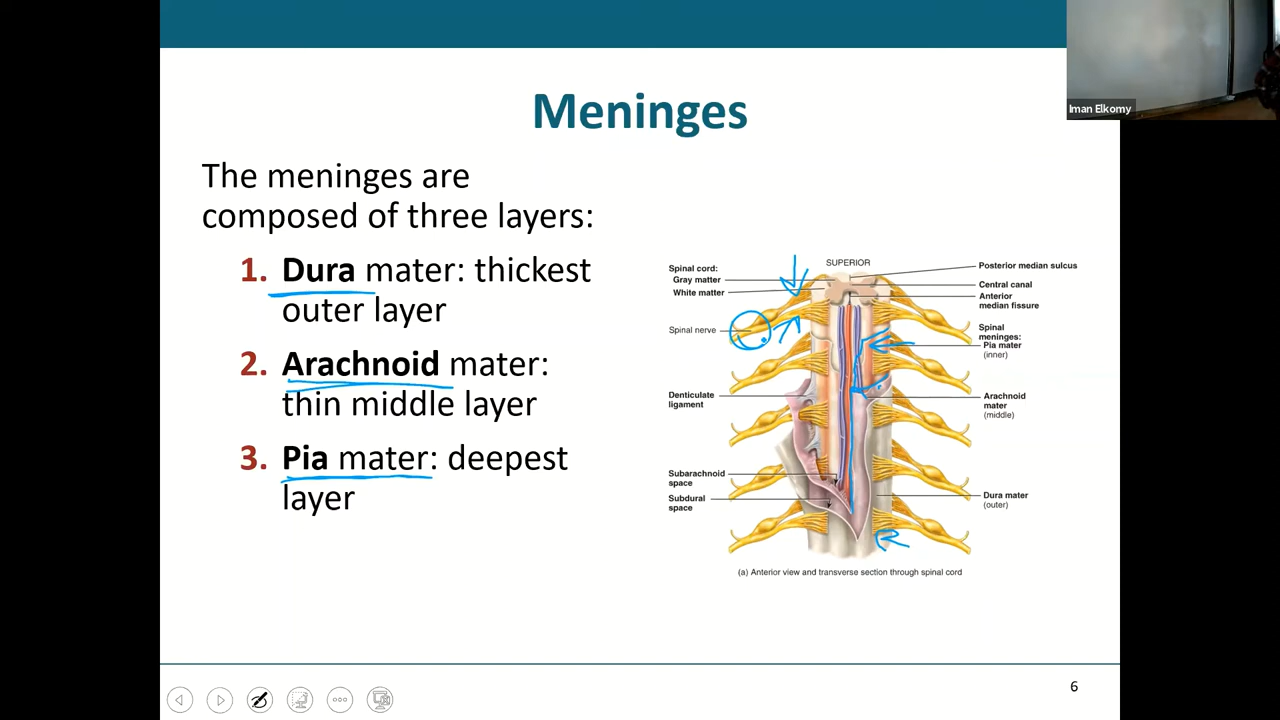 Iman Elkomy
Meninges
The meninges are
composed of three layers:
1. Dura mater: thickest
outer layer
2. Arachnoid mater:
thin middle layer
3. Pia mater: deepest
layer
SUPERIOR
Spinal cord:
Gray matter
White matter
Spinal nerve
Denticulate
ligament
Subarachnoid
space
Subdural
space
Posterior median sulcus
Central canal
Anterior
median fissure
Spinal
meninges:
Pia mater
(inner)
Arachnoid
mater
(middle)
Dura mater
(outer)
(a) Anterior view and transverse section through spinal cord
6